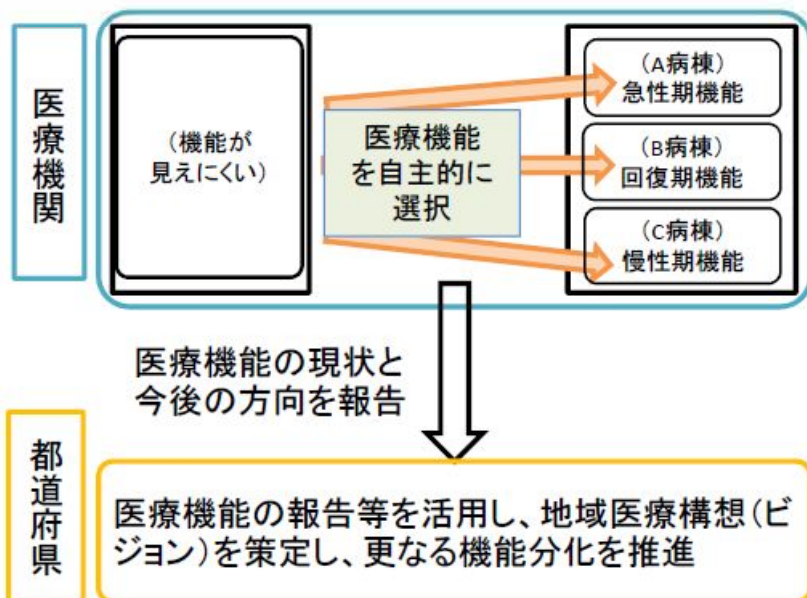 医療機関
（機能が
見えにくい）
医療機能
を自主的に
選択
（A病棟）
急性期機能
（B病棟）
回復期機能
（C病棟）
慢性期機能
医療機能の現状と
今後の方向を報告
都道府県
医療機能の報告等を活用し、地域医療構想（ビ
ジョン）を策定し、更なる機能分化を推進